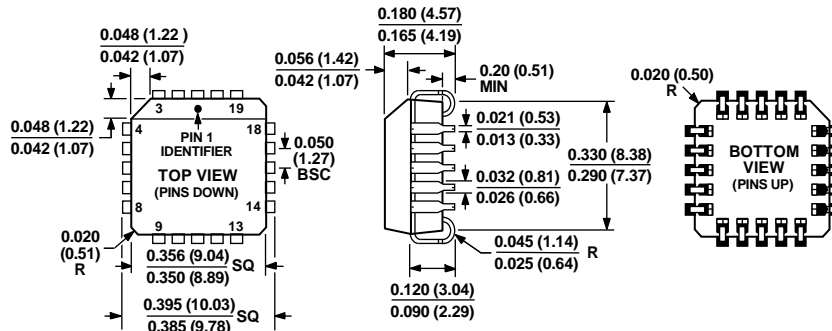 0.048 (1.22 )
0.042 (1.07)
0.048 (1.22)
0.042 (1.07)
3
19
4
18
PIN 1
IDENTIFIER
TOP VIEW
(PINS DOWN)
8
14
9
13
0.050
(1.27)
BSC
0.020
(0.51)
R
0.356 (9.04)
0.350 (8.89)
SQ
0.395 (10.03)
0.385 (9.78)
SQ
0.180 (4.57)
0.165 (4.19)
0.056 (1.42)
0.042 (1.07)
0.20 (0.51)
MIN
0.021 (0.53)
0.013 (0.33)
0.032 (0.81)
0.026 (0.66)
0.330 (8.38)
0.290 (7.37)
0.045 (1.14)
0.025 (0.64)
R
0.120 (3.04)
0.090 (2.29)
0.020 (0.50)
R
BOTTOM
VIEW
(PINS UP)